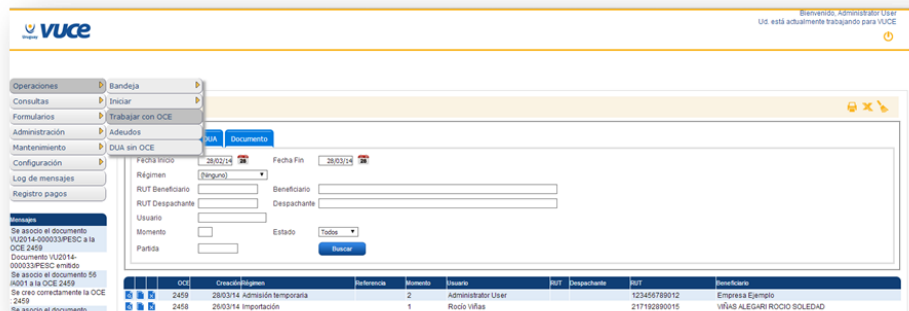 Bienvenido, Administrator User
Ud. está actualmente trabajando para VUCE
Uruguay vuce
Operaciones
Consultas
Formularios
Administración
Mantenimiento
Configuración
Log de mensajes
Registro pagos
Bandeja
Iniciar
Trabajar con OCE
Adeudos
DUA sin OCE
DUA Documento
Fecha Inicio 28/02/14 Fecha Fin 28/03/14
Régimen (Ninguno)
RUT Beneficiario Beneficiario
RUT Despachante Despachante
Usuario
Momento Estado Todos
Partida Buscar
Mensajes
Se asocio el documento
VU2014-000033/PESC a la
OCE 2459
Documento VU2014-
000033/PESC emitido
Se asocio el documento 56
/A001 a la OCE 2459
Se creo correctamente la OCE
: 2459
Se asocio el documento
OCE Creación Régimen Referencia Momento Usuario RUT Despachante RUT Beneficiario
2459 28/03/14 Admisión temporaria 2 Administrator User 123456789012 Empresa Ejemplo
2458 26/03/14 Importación 1 Rocío Viñas 217192890015 VIÑAS ALEGARI ROCIO SOLEDAD